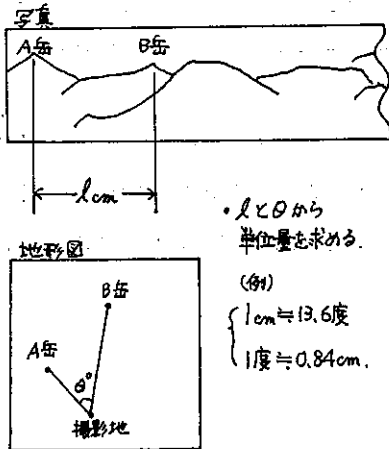 写真
A岳
B岳
lcm
・lとθから
単位量を求める.
(例)
1cm≒13.6度
1度≒0.84cm.
地形図
B岳
A岳
θ°
撮影地